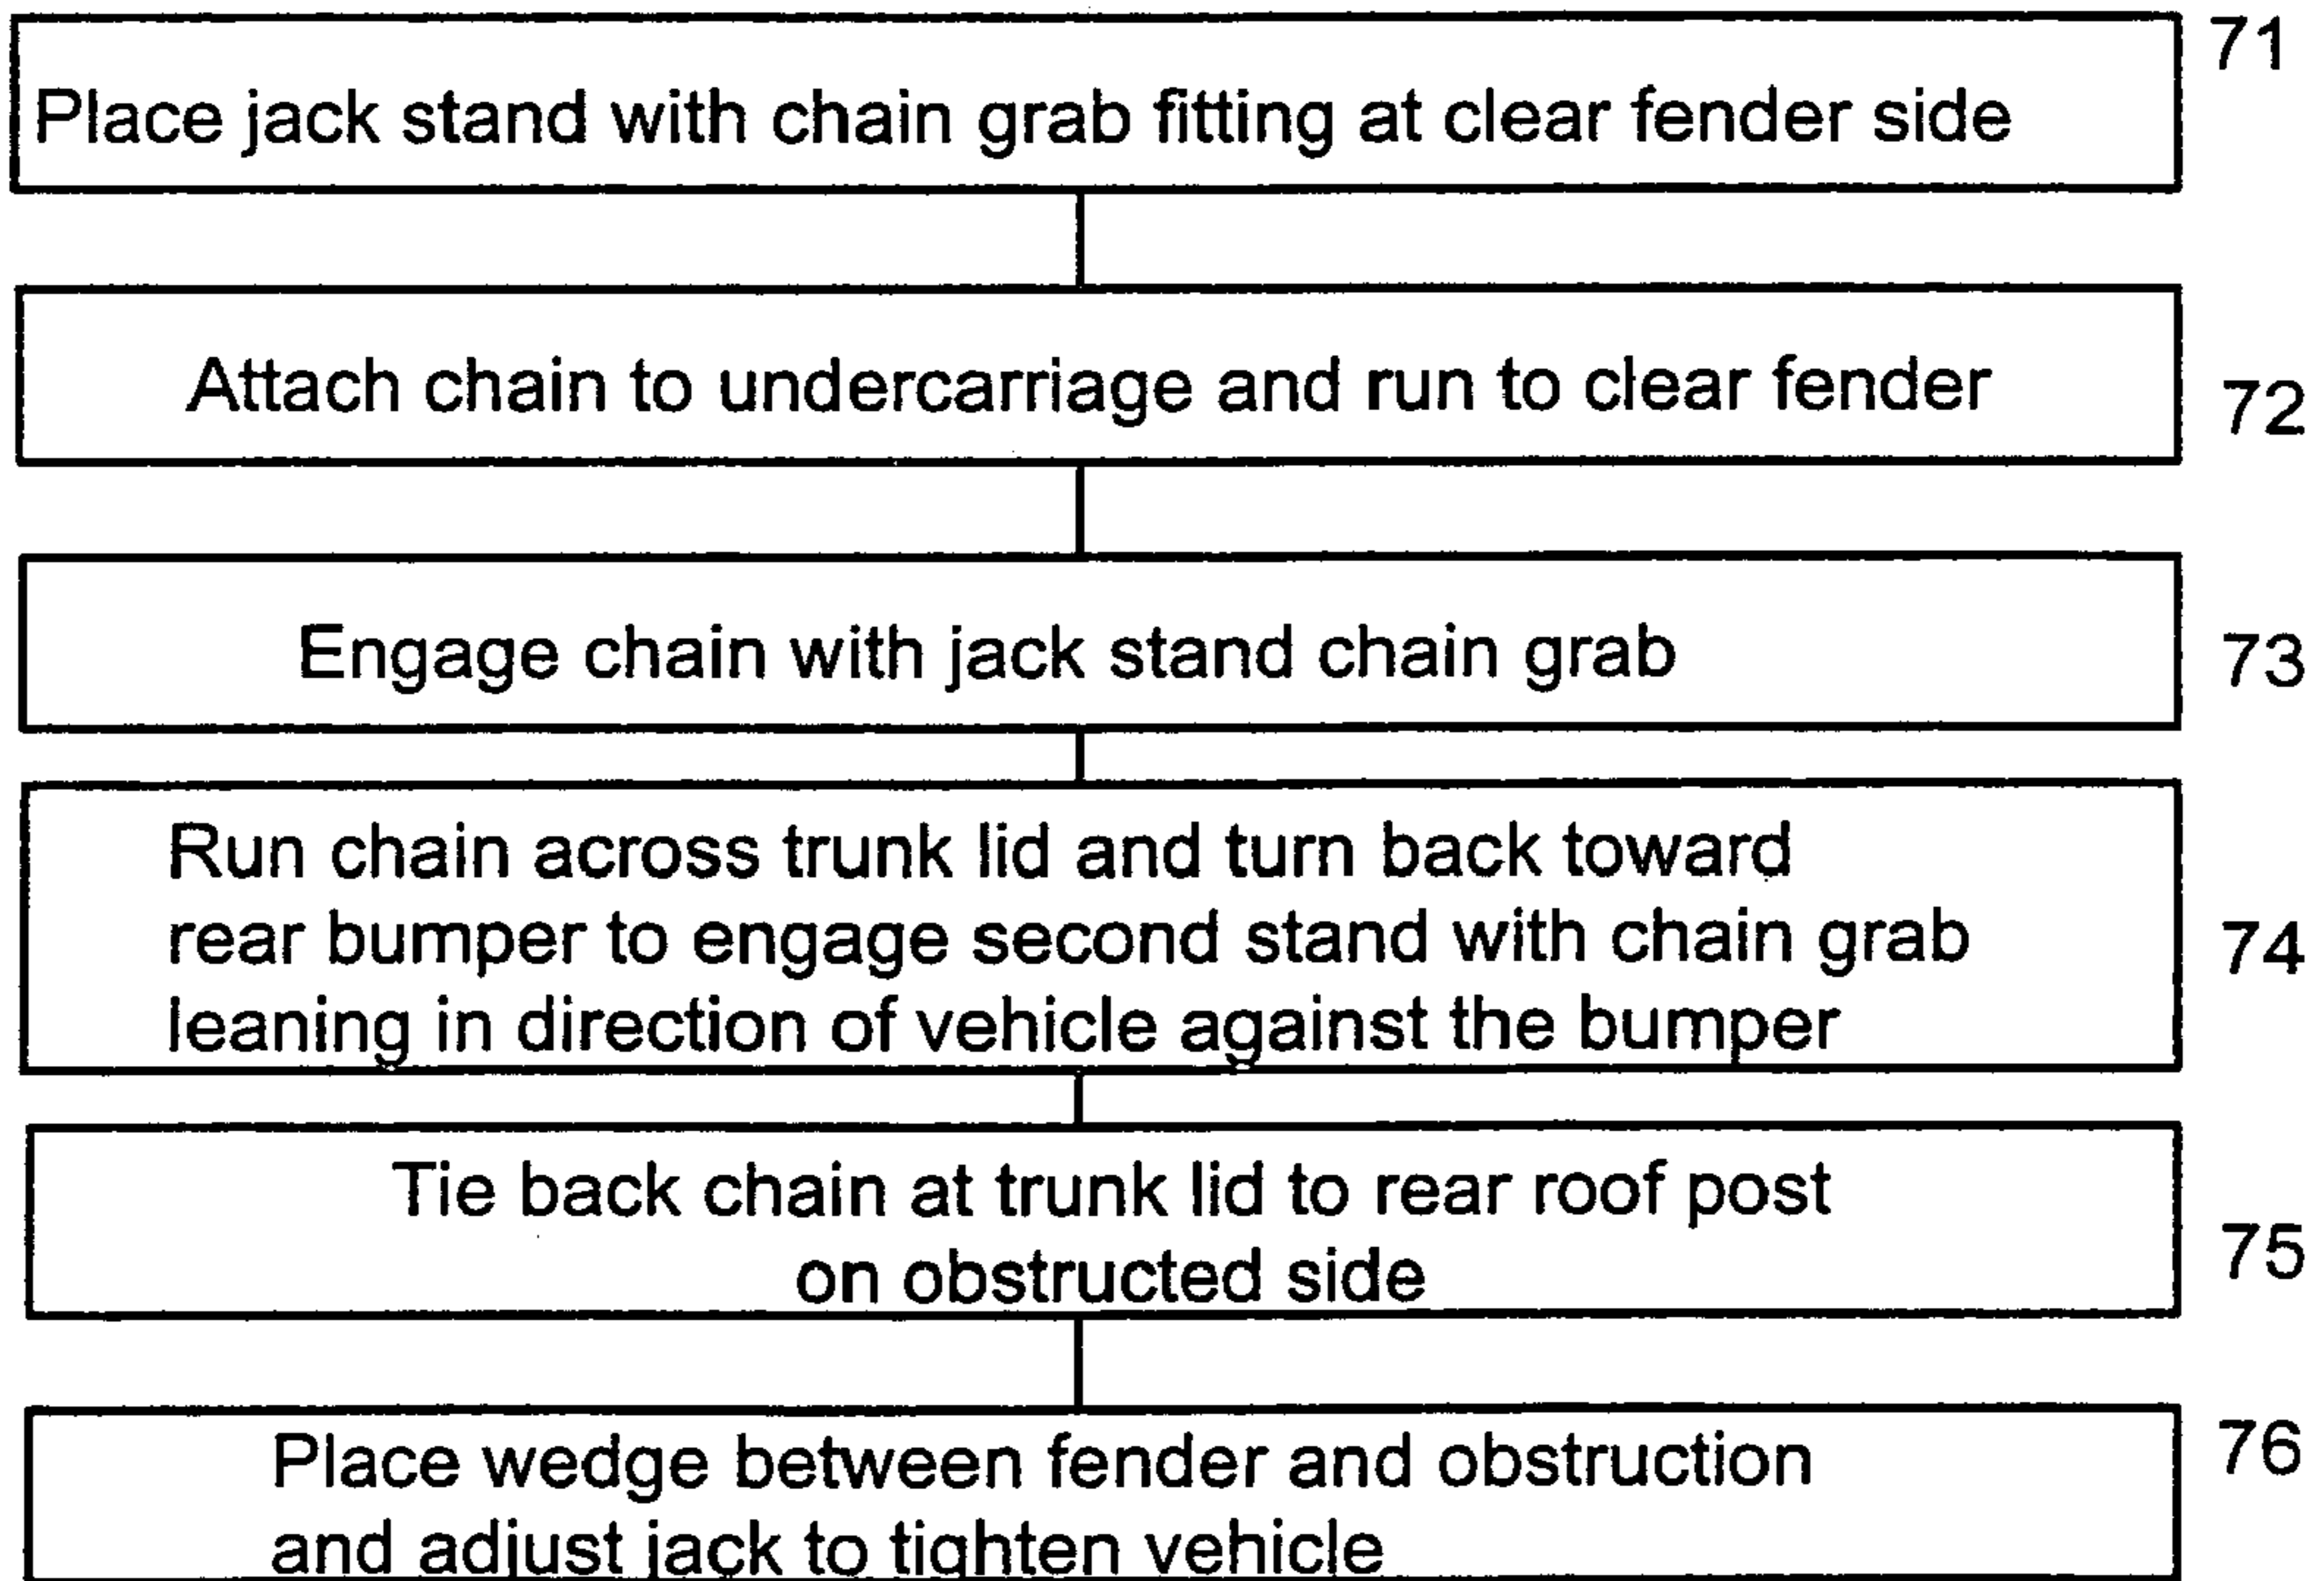 71
Place jack stand with chain grab fitting at clear fender side
Attach chain to undercarriage and run to clear fender
72
Engage chain with jack stand chain grab
73
Run chain across trunk lid and turn back toward
rear bumper to engage second stand with chain grab
74
leaning in direction of vehicle against the bumper
Tie back chain at trunk lid to rear roof post
75
on obstructed side
76
Place wedge between fender and obstruction
and adjust jack to tighten vehicle